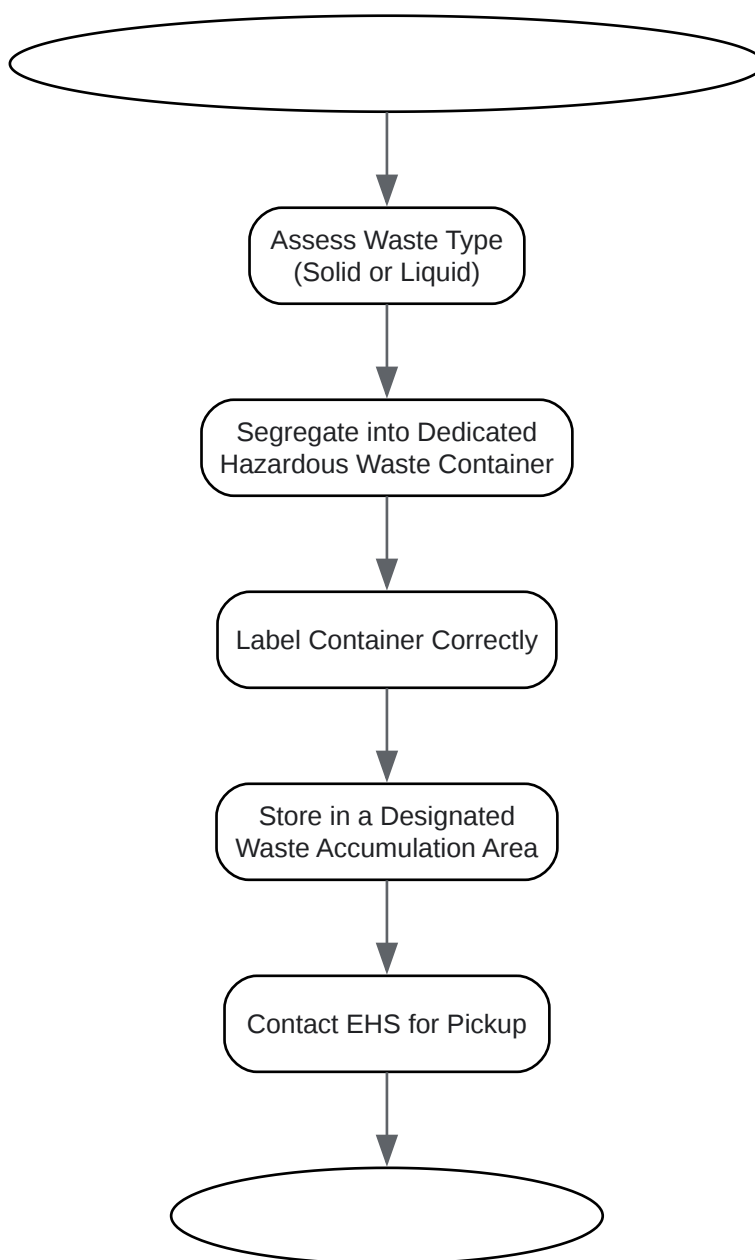 Assess Waste Type
(Solid or Liquid)
Segregate into Dedicated
Hazardous Waste Container
Label Container Correctly
Store in a Designated
Waste Accumulation Area
Contact EHS for Pickup